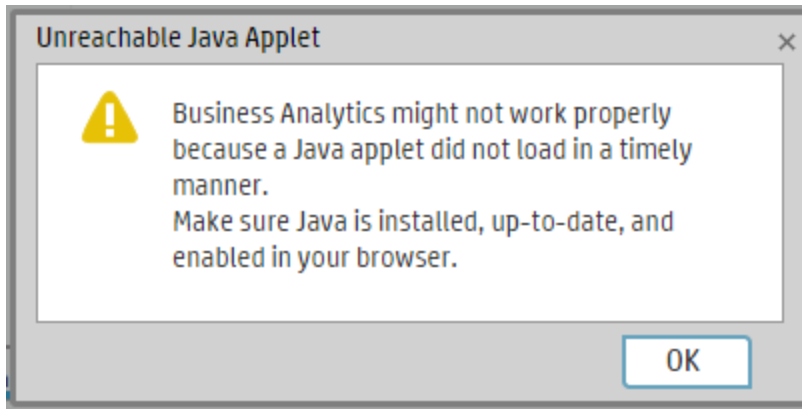 Unreachable Java Applet
Business Analytics might not work properly
because a Java applet did not load in a timely
manner.
Make sure Java is installed, up-to-date, and
enabled in your browser.
OK